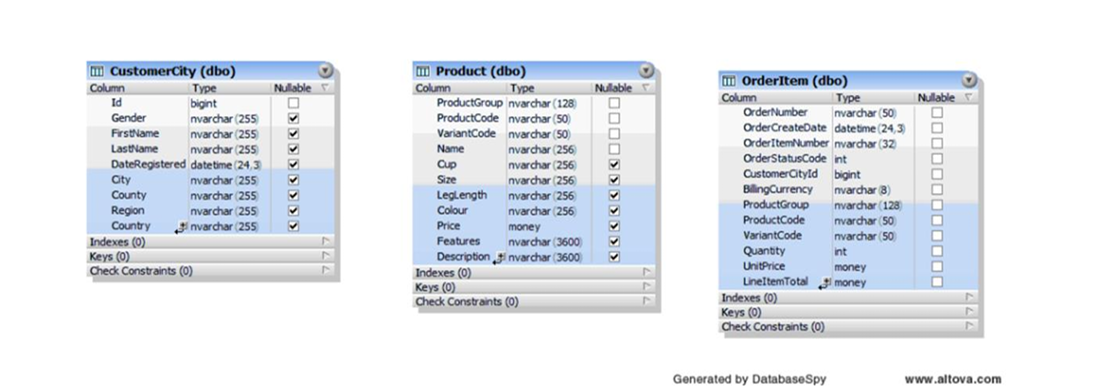 CustomerCity (dbo)
Column Type Nullable
Id bigint
Gender nvarchar (255)
FirstName nvarchar (255)
LastName nvarchar (255)
DateRegistered datetime (24,3)
City nvarchar (255)
County nvarchar (255)
Region nvarchar (255)
Country nvarchar (255)
Indexes (0)
Keys (0)
Check Constraints (0)
Product (dbo)
Column Type Nullable
ProductGroup nvarchar (128)
ProductCode nvarchar (50)
VariantCode nvarchar (50)
Name nvarchar (256)
Cup nvarchar (256)
Size nvarchar (256)
LegLength nvarchar (256)
Colour nvarchar (256)
Price money
Features nvarchar (3600)
Description nvarchar (3600)
Indexes (0)
Keys (0)
Check Constraints (0)
OrderItem (dbo)
Column Type Nullable
OrderNumber nvarchar (50)
OrderCreateDate datetime (24,3)
OrderItemNumber nvarchar (32)
OrderStatusCode int
CustomerCityId bigint
BillingCurrency nvarchar (8)
ProductGroup nvarchar (128)
ProductCode nvarchar (50)
VariantCode nvarchar (50)
Quantity int
UnitPrice money
LineItemTotal money
Indexes (0)
Keys (0)
Check Constraints (0)
Generated by DatabaseSpy www.altova.com